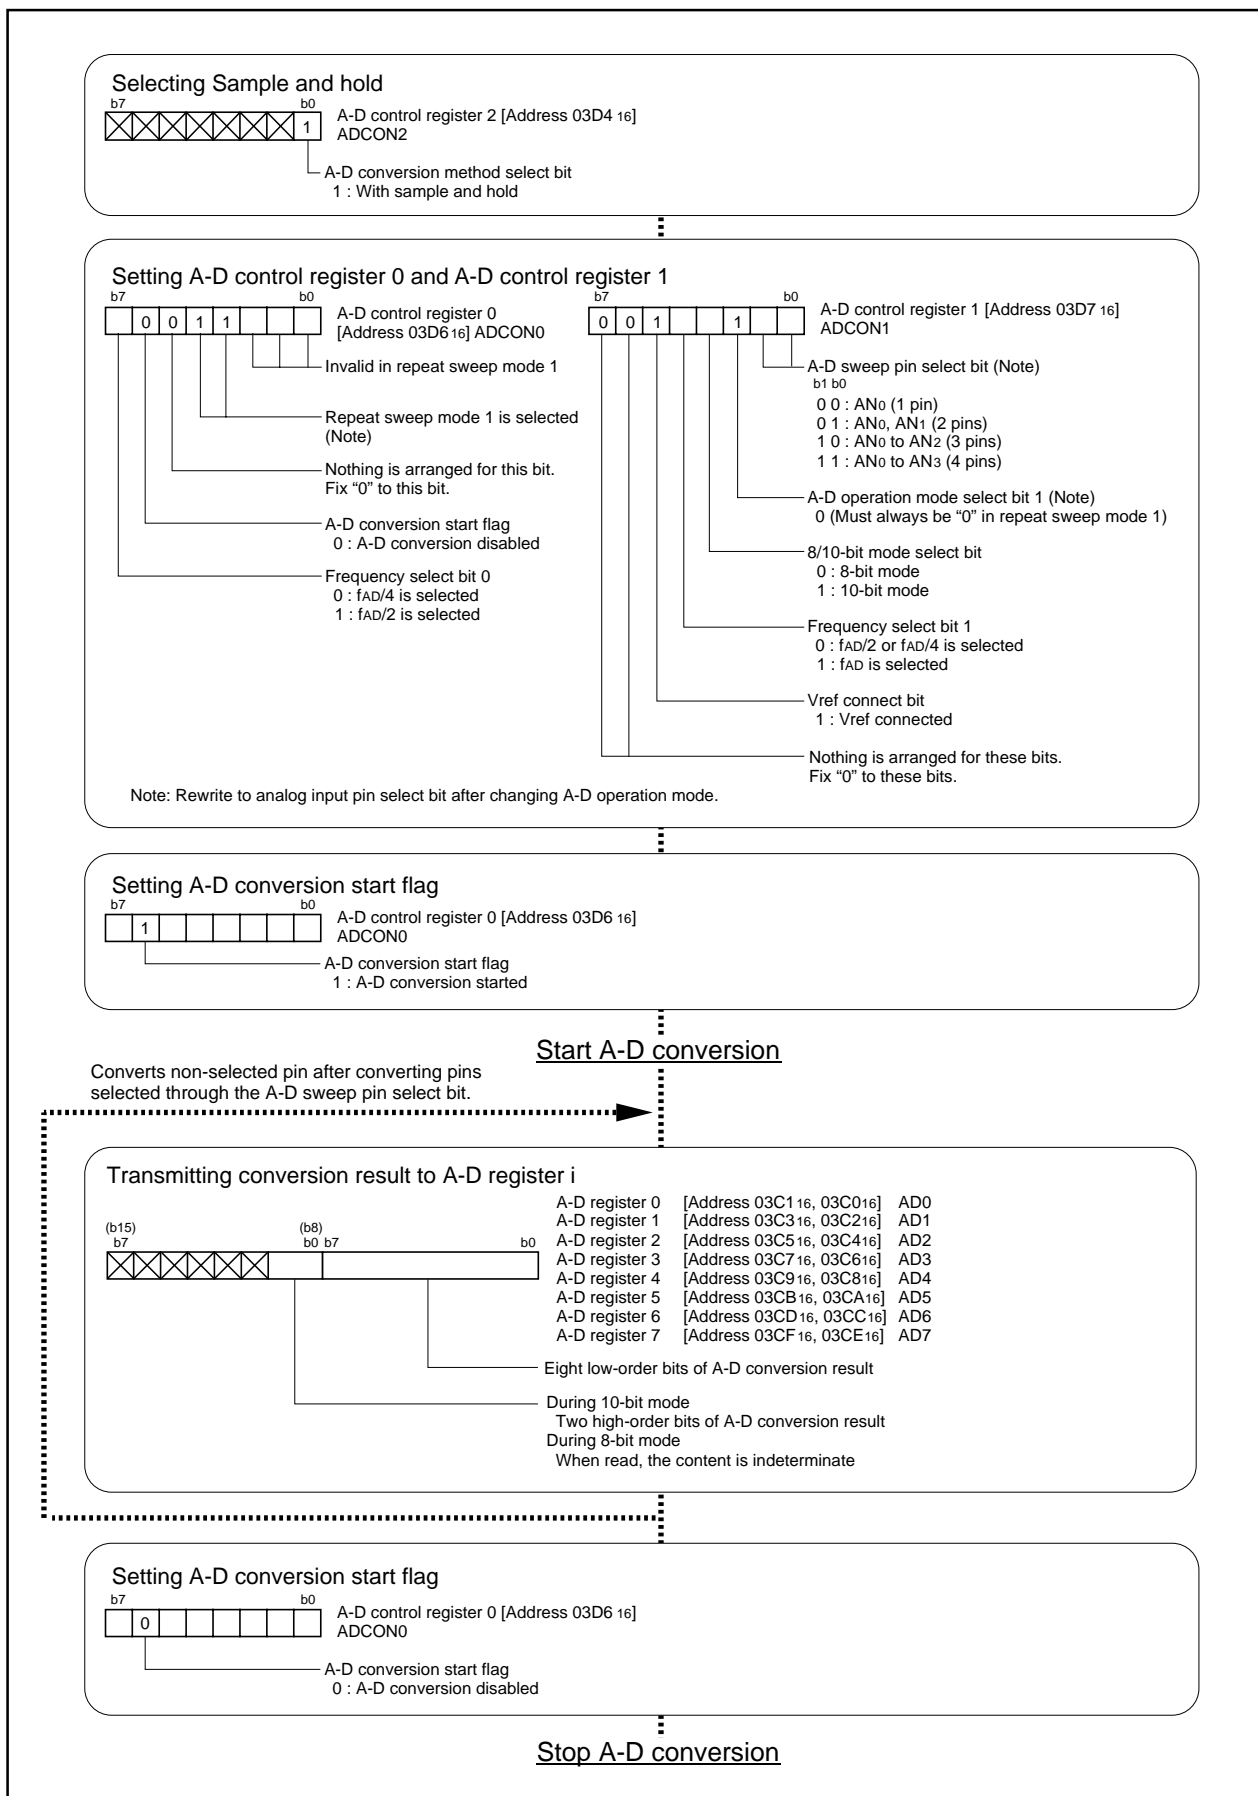 Selecting Sample and hold
b7 b0
1
A-D control register 2 [Address 03D4 16]
ADCON2
A-D conversion method select bit
1 : With sample and hold
Setting A-D control register 0 and A-D control register 1
b7 b0
0 0 1 1
A-D control register 0
[Address 03D6 16] ADCON0
Invalid in repeat sweep mode 1
Repeat sweep mode 1 is selected
(Note)
Nothing is arranged for this bit.
Fix “0” to this bit.
A-D conversion start flag
0 : A-D conversion disabled
Frequency select bit 0
0 : fAD/4 is selected
1 : fAD/2 is selected
b7 b0
0 0 1 1
A-D control register 1 [Address 03D7 16]
ADCON1
A-D sweep pin select bit (Note)
b1 b0
0 0 : AN0 (1 pin)
0 1 : AN0, AN1 (2 pins)
1 0 : AN0 to AN2 (3 pins)
1 1 : AN0 to AN3 (4 pins)
A-D operation mode select bit 1 (Note)
0 (Must always be “0” in repeat sweep mode 1)
8/10-bit mode select bit
0 : 8-bit mode
1 : 10-bit mode
Frequency select bit 1
0 : fAD/2 or fAD/4 is selected
1 : fAD is selected
Vref connect bit
1 : Vref connected
Nothing is arranged for these bits.
Fix “0” to these bits.
Note: Rewrite to analog input pin select bit after changing A-D operation mode.
Setting A-D conversion start flag
b7 b0
1
A-D control register 0 [Address 03D6 16]
ADCON0
A-D conversion start flag
1 : A-D conversion started
Start A-D conversion
Converts non-selected pin after converting pins
selected through the A-D sweep pin select bit.
Transmitting conversion result to A-D register i
(b15) (b8)
b7 b0 b7 b0
A-D register 0 [Address 03C1 16, 03C0 16] AD0
A-D register 1 [Address 03C3 16, 03C2 16] AD1
A-D register 2 [Address 03C5 16, 03C4 16] AD2
A-D register 3 [Address 03C7 16, 03C6 16] AD3
A-D register 4 [Address 03C9 16, 03C8 16] AD4
A-D register 5 [Address 03CB 16, 03CA 16] AD5
A-D register 6 [Address 03CD 16, 03CC 16] AD6
A-D register 7 [Address 03CF 16, 03CE 16] AD7
Eight low-order bits of A-D conversion result
During 10-bit mode
Two high-order bits of A-D conversion result
During 8-bit mode
When read, the content is indeterminate
Setting A-D conversion start flag
b7 b0
0
A-D control register 0 [Address 03D6 16]
ADCON0
A-D conversion start flag
0 : A-D conversion disabled
Stop A-D conversion